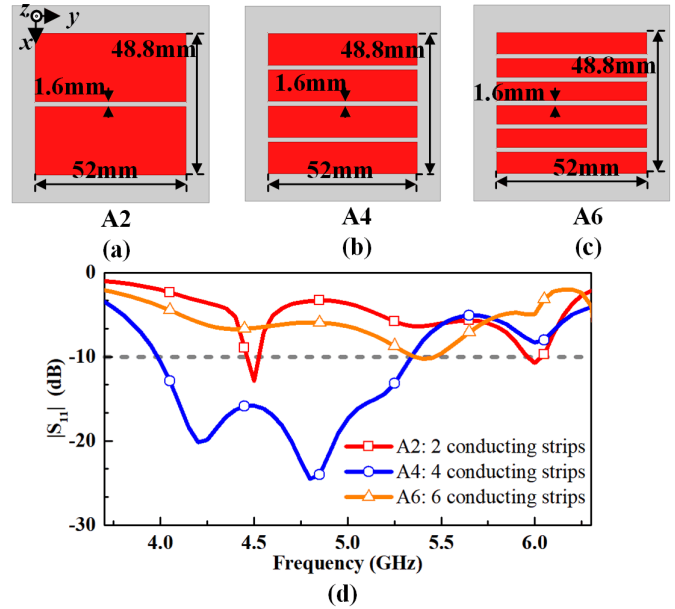 z y
x
48.8mm
1.6mm
52mm
A2
(a)
48.8mm
1.6mm
52mm
A4
(b)
48.8mm
1.6mm
52mm
A6
(c)
0
-10
-20
-30
|S₁₁| (dB)
A2: 2 conducting strips
A4: 4 conducting strips
A6: 6 conducting strips
4.0 4.5 5.0 5.5 6.0
Frequency (GHz)
(d)